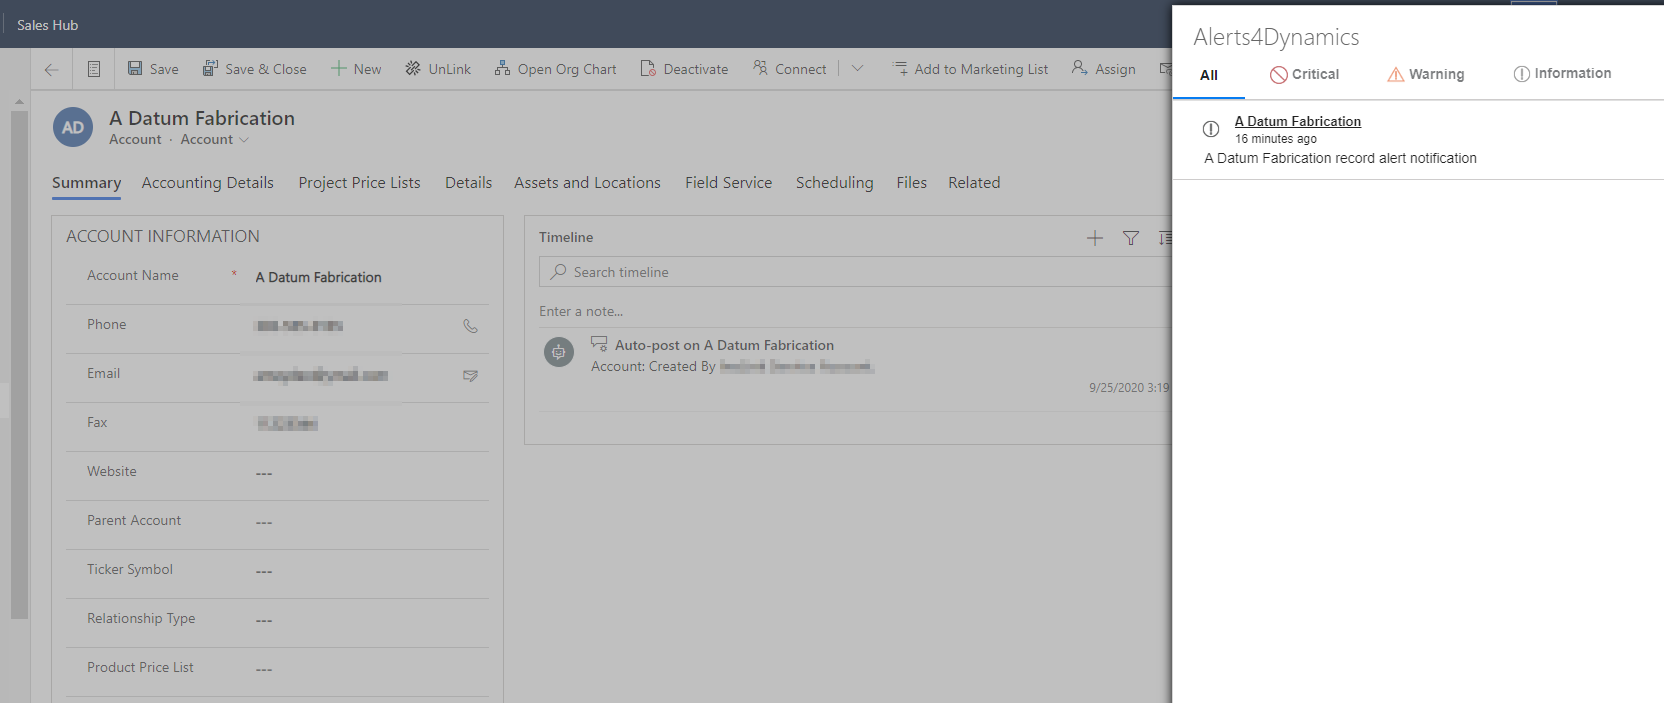 Sales Hub
Save
Save & Close
New
UnLink
Open Org Chart
Deactivate
Connect
Add to Marketing List
Assign
AD
A Datum Fabrication
Account · Account
Summary
Accounting Details
Project Price Lists
Details
Assets and Locations
Field Service
Scheduling
Files
Related
ACCOUNT INFORMATION
Account Name * A Datum Fabrication
Phone
Email
Fax
Website ---
Parent Account ---
Ticker Symbol ---
Relationship Type ---
Product Price List ---
Timeline
Search timeline
Enter a note...
Auto-post on A Datum Fabrication
Account: Created By
9/25/2020 3:19
Alerts4Dynamics
All
Critical
Warning
Information
A Datum Fabrication
16 minutes ago
A Datum Fabrication record alert notification